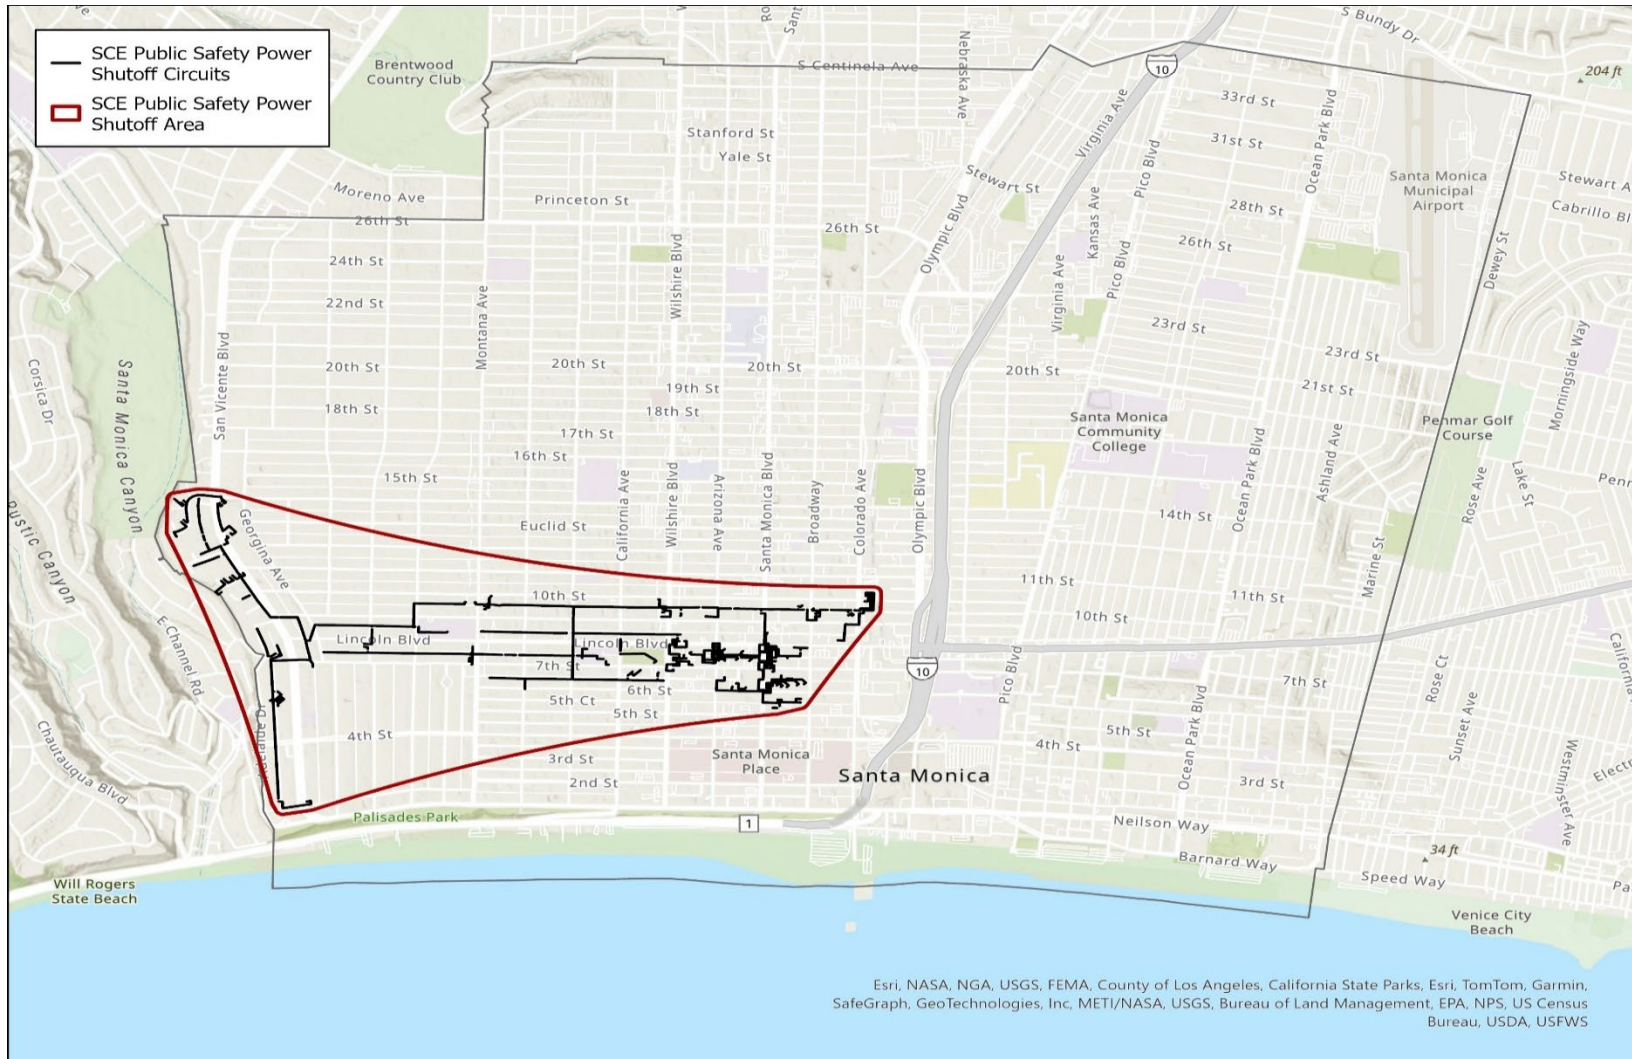 SCE Public Safety Power
Shutoff Circuits
SCE Public Safety Power
Shutoff Area
Brentwood
Country Club
S Centinela Ave
Nebraska Ave
S Bundy Dr
204 ft
10
33rd St
31st St
Virginia Ave
Pico Blvd
Ocean Park Blvd
Stanford St
Yale St
Stewart St
Santa Monica
Municipal
Airport
Stewart A
Cabrillo Bl
Moreno Ave
Princeton St
26th St
26th St
28th St
26th St
Kansas Ave
Olympic Blvd
Wilshire Blvd
24th St
22nd St
Virginia Ave
Pico Blvd
Dewey St
23rd St
23rd St
Montana Ave
San Vicente Blvd
20th St
20th St
20th St
20th St
21st St
19th St
18th St
18th St
17th St
16th St
15th St
Corsica Dr
Santa Monica Canyon
Rustic Canyon
Santa Monica
Community
College
Penmar Golf
Course
Morningside Way
Ashland Ave
Ocean Park Blvd
Rose Ave
Lake St
Penn
California Ave
Wilshire Blvd
Arizona Ave
Santa Monica Blvd
Broadway
Colorado Ave
Olympic Blvd
14th St
Euclid St
Georgina Ave
Marine St
11th St
11th St
10th St
10th St
Lincoln Blvd
Lincoln Blvd
E Channel Rd
7th St
7th St
10
Pico Blvd
Rose Ct
Sunset Ave
California
6th St
5th Ct
5th St
5th St
4th St
4th St
3rd St
3rd St
2nd St
Ocean Park Blvd
Chautauqua Blvd
Santa Monica
Place
Santa Monica
Westminster Ave
Electr
Palisades Park
1
Neilson Way
Barnard Way
34 ft
Speed Way
Pa
Will Rogers
State Beach
Venice City
Beach
Esri, NASA, NGA, USGS, FEMA, County of Los Angeles, California State Parks, Esri, TomTom, Garmin,
SafeGraph, GeoTechnologies, Inc, METI/NASA, USGS, Bureau of Land Management, EPA, NPS, US Census
Bureau, USDA, USFWS